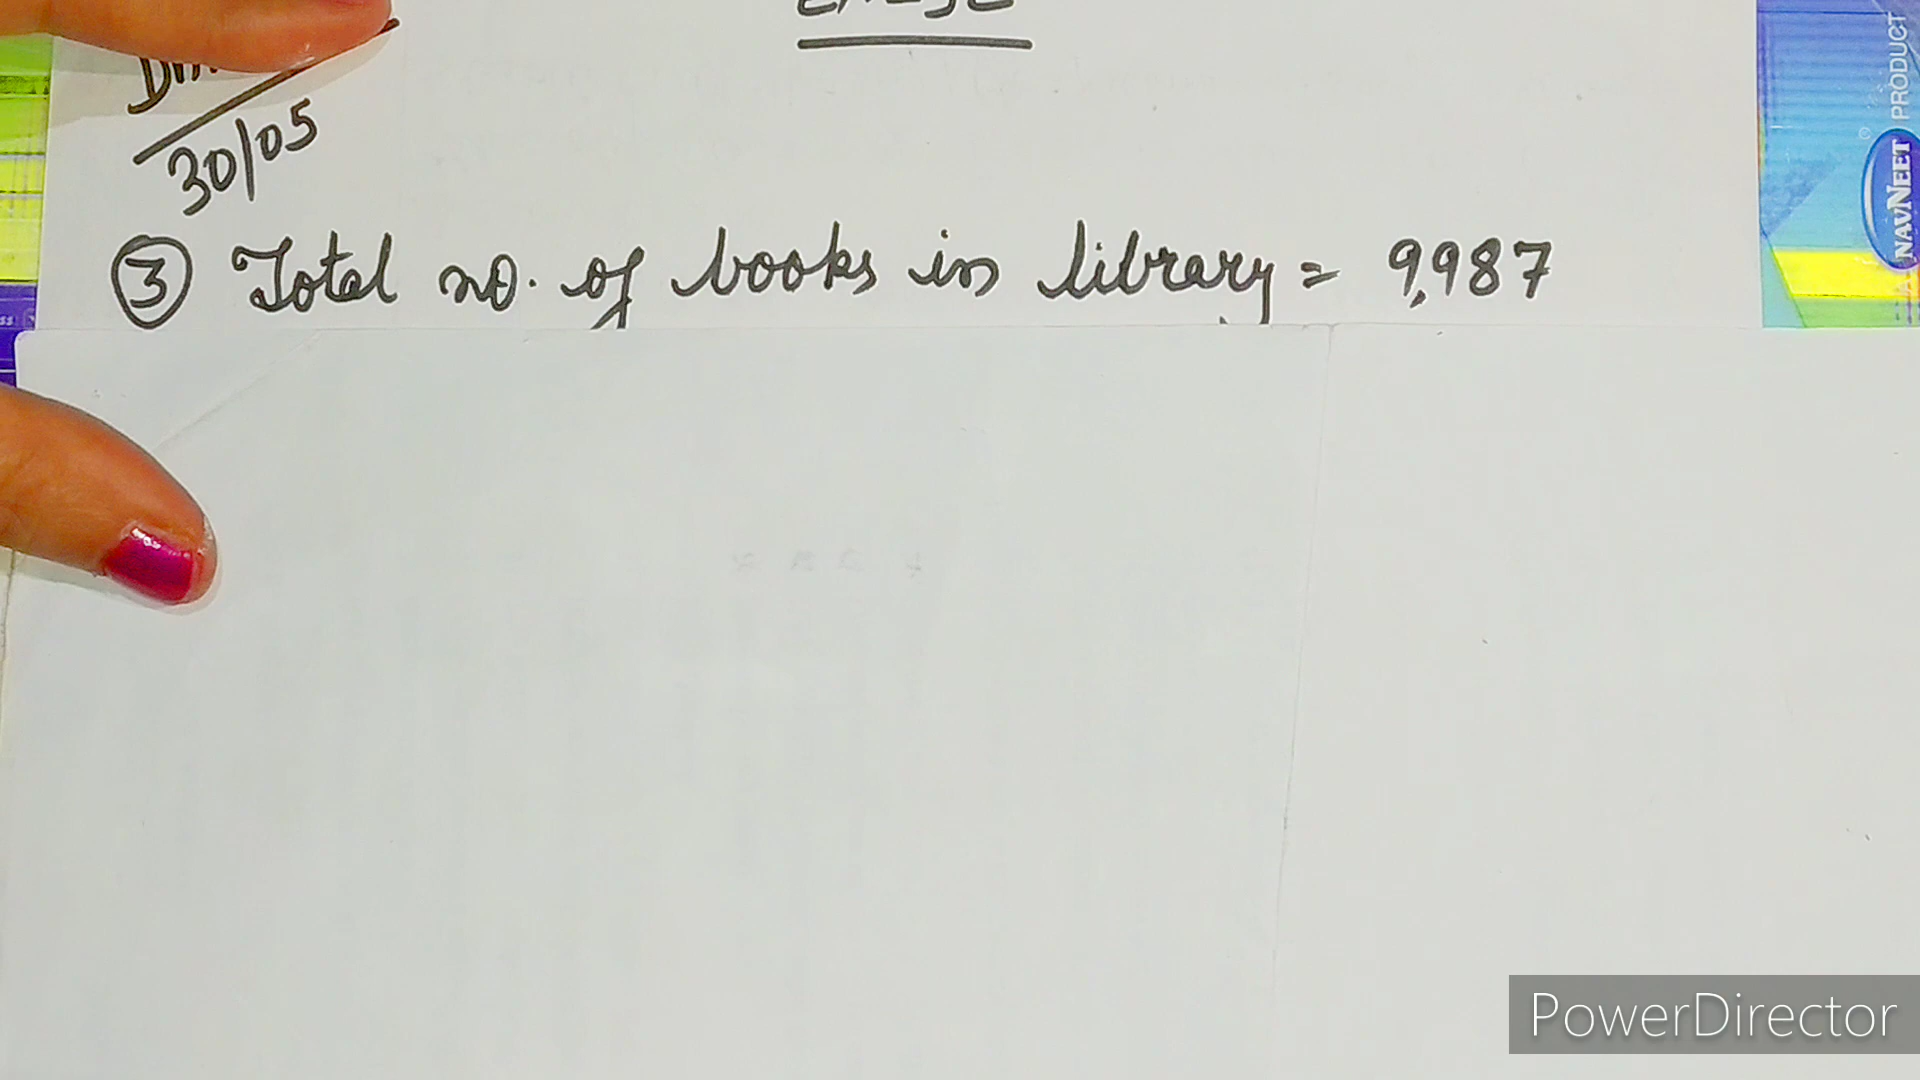 30/05
③ Total no. of books in library = 9,987
NAVNEET PRODUCT
PowerDirector